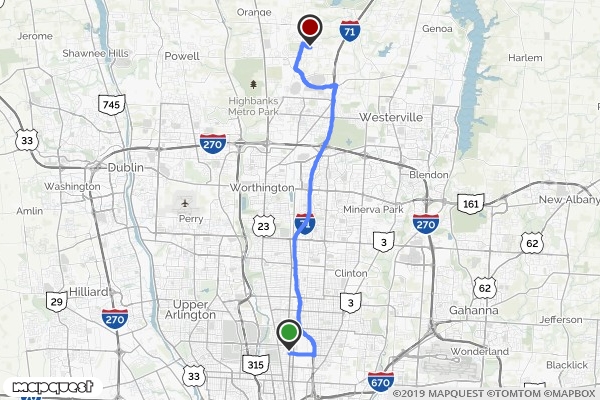 Orange
Jerome
Shawnee Hills
Powell
71
Genoa
Harlem
745
Highbanks
Metro Park
Westerville
33
270
Dublin
Washington
Worthington
Blendon
161
New Albany
Amlin
Perry
23
71
Minerva Park
3
270
62
Clinton
29
Hilliard
270
Upper
Arlington
3
62
Gahanna
Jefferson
315
Wonderland
33
670
Blacklick
mapquest
©2019 MAPQUEST ©TOMTOM ©MAPBOX